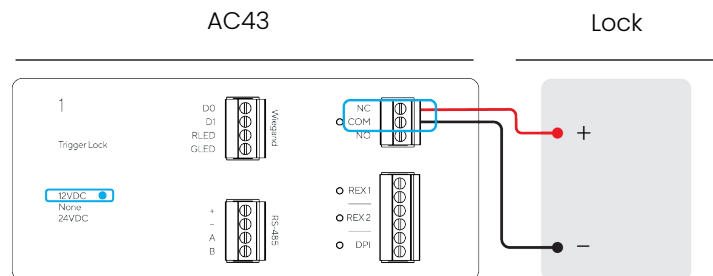 AC43
Lock
1
Trigger Lock
12VDC
None
24VDC
D0
D1
RLED
GLED
Wiegand
NC
COM
NO
+
−
A
B
RS-485
REX 1
REX 2
DPI
+
−